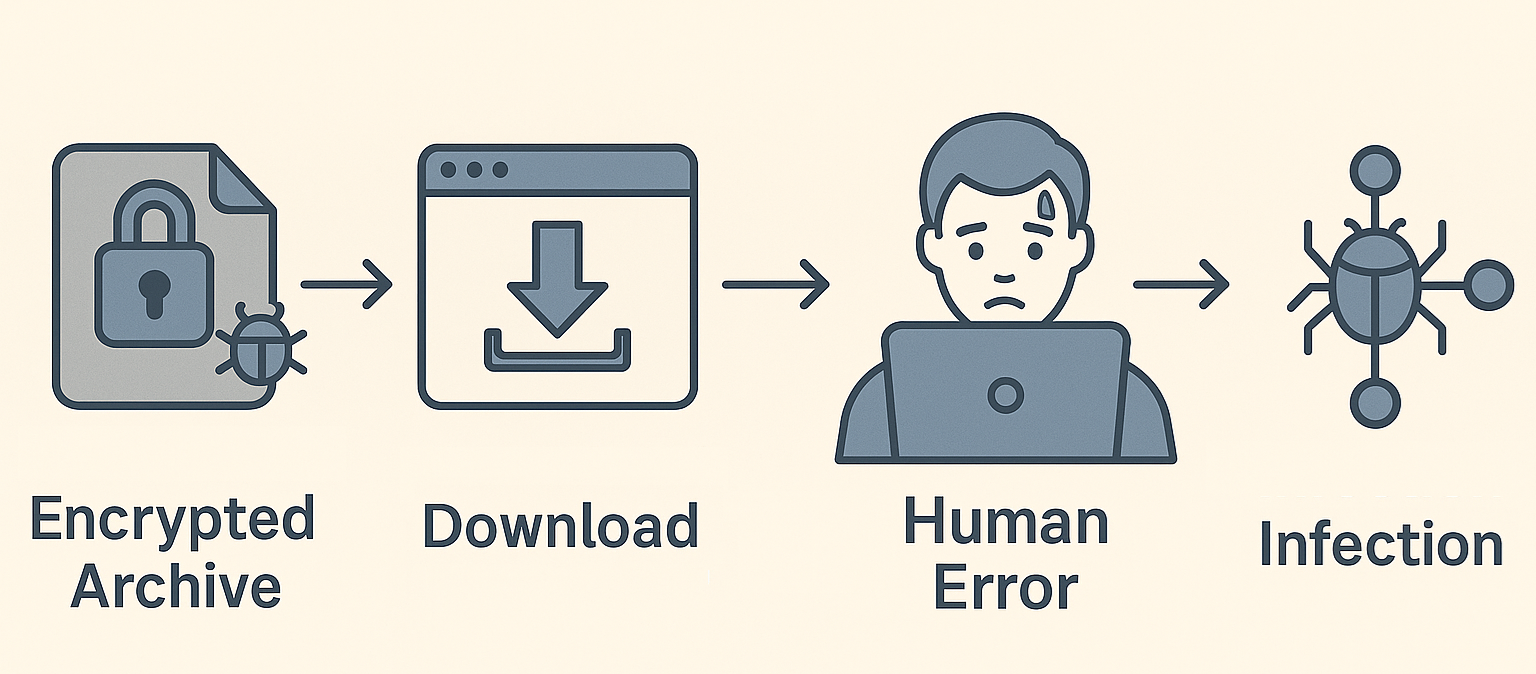 Encrypted
Archive
Download
Human
Error
Infection